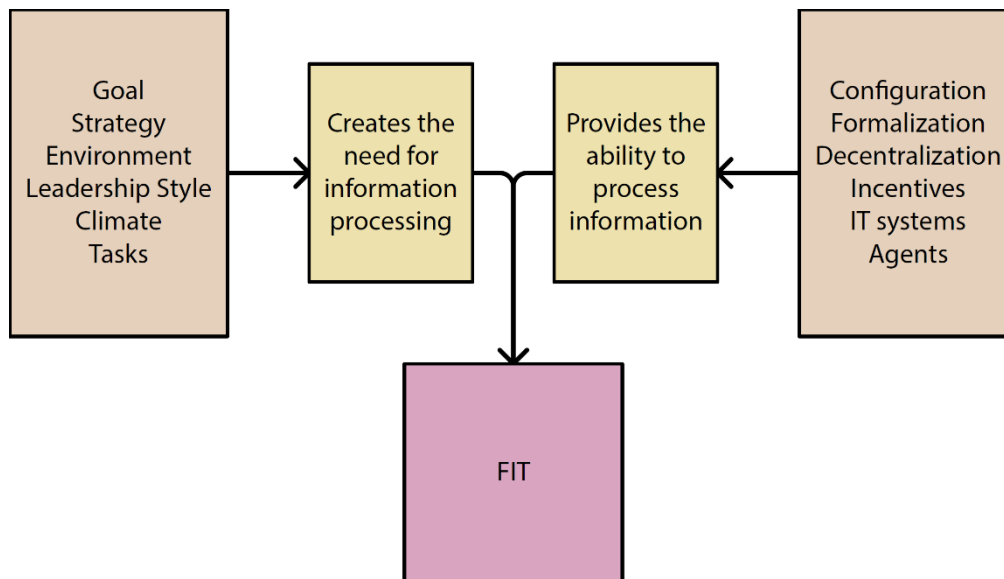 Goal
Strategy
Environment
Leadership Style
Climate
Tasks
Creates the
need for
information
processing
Provides the
ability to
process
information
Configuration
Formalization
Decentralization
Incentives
IT systems
Agents
FIT